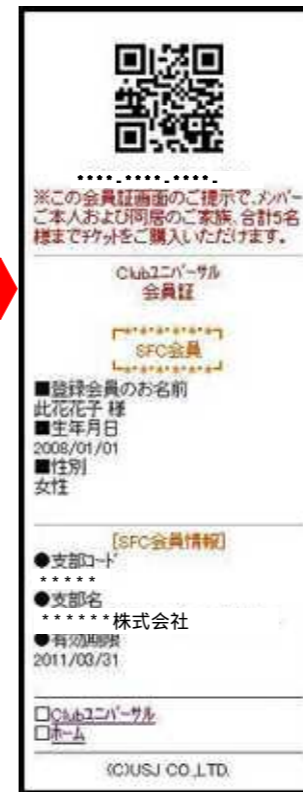 ****-****-****
※この会員証画面のご提示で、メンバー
ご本人および同居のご家族、合計5名
様までチケットをご購入いただけます。
Clubユニバーサル
会員証
SFC会員
■登録会員のお名前
此花花子 様
■生年月日
2008/01/01
■性別
女性
[SFC会員情報]
●支部コード
*****
●支部名
******株式会社
●有効期限
2011/03/31
□Clubユニバーサル
□ホーム
(C)USJ CO.,LTD.